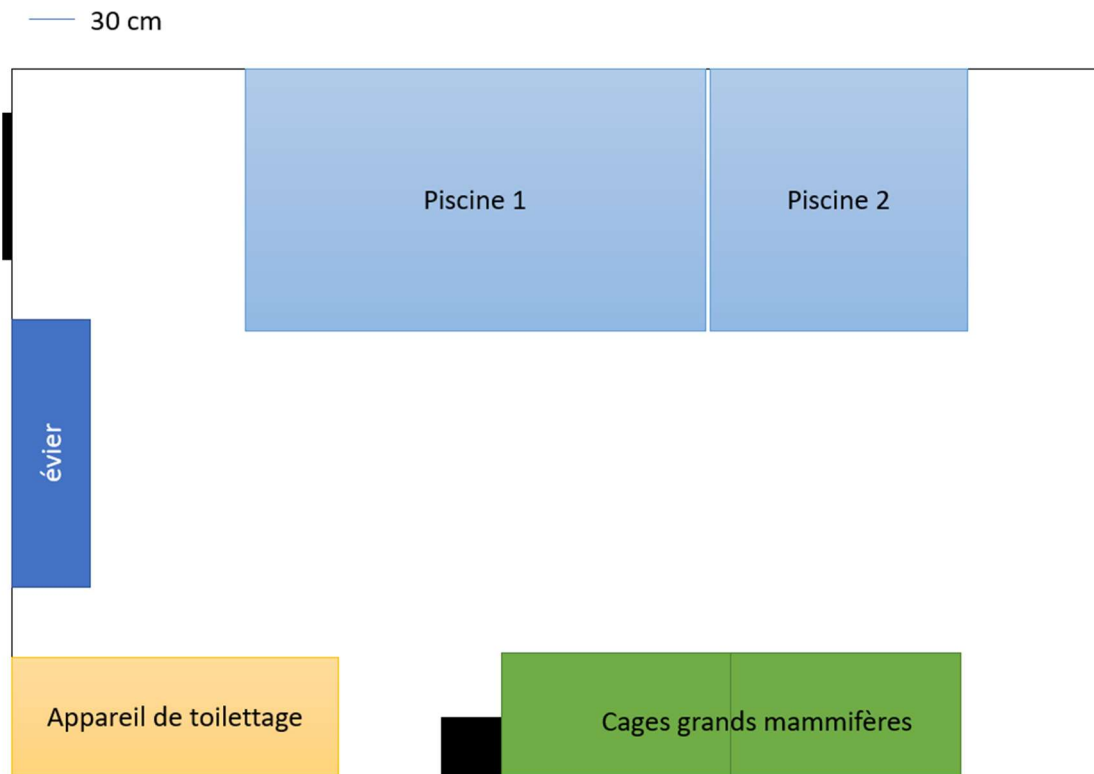 30 cm
Piscine 1
Piscine 2
évier
Appareil de toilettage
Cages grands mammifères